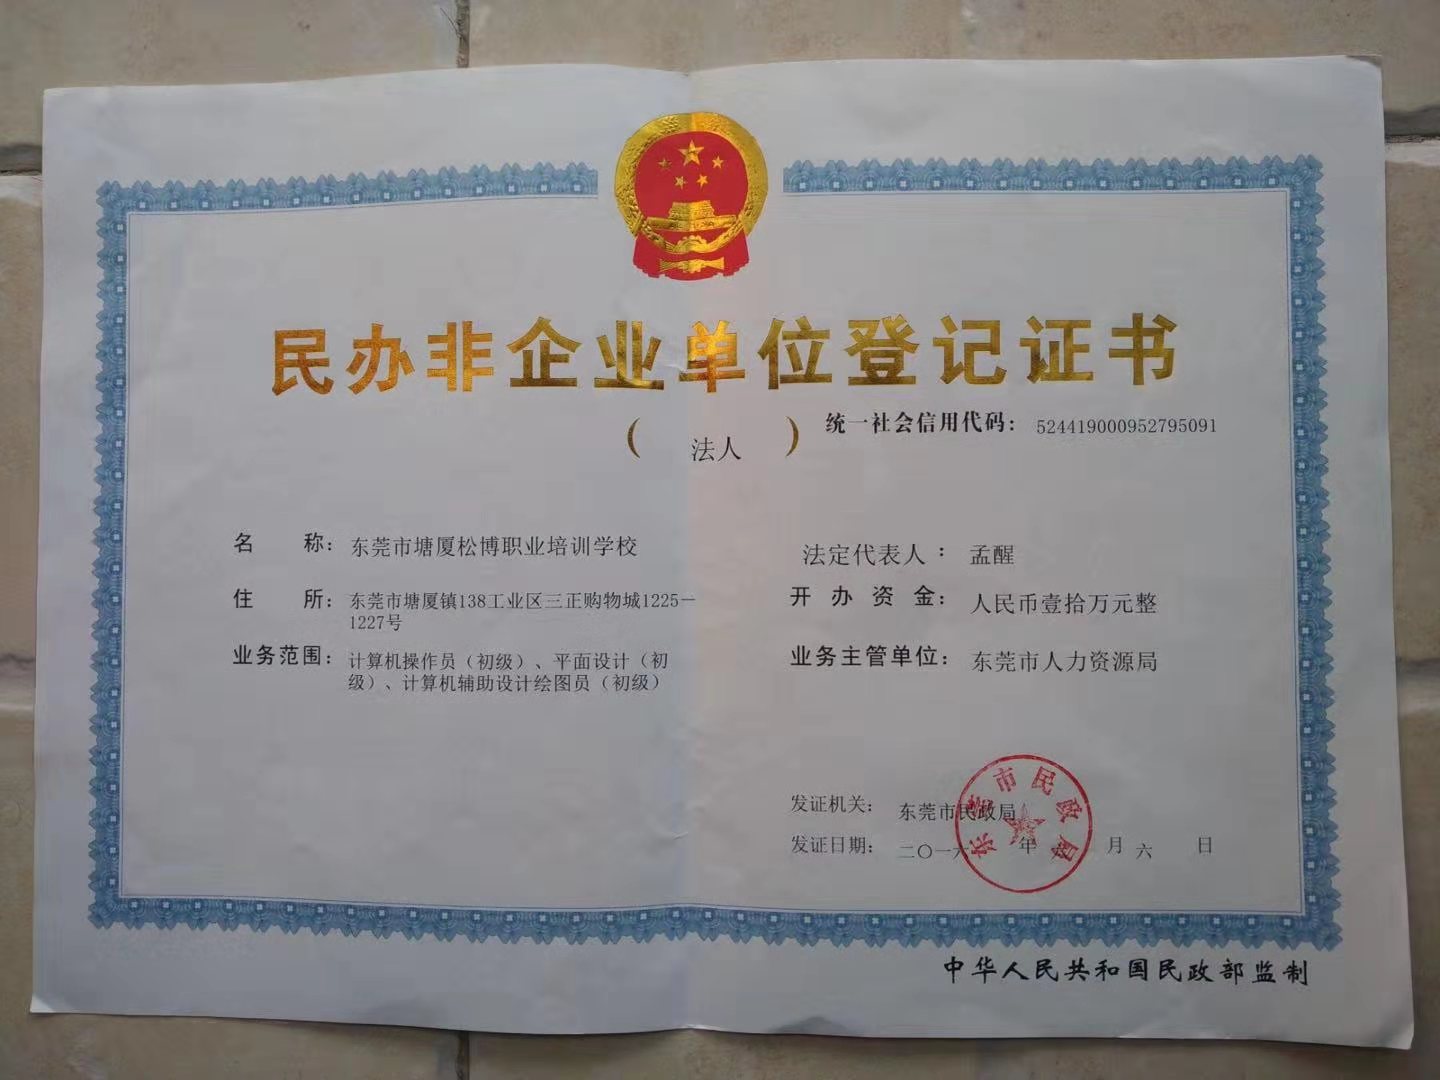 民办非企业单位登记证书
（法人）
统一社会信用代码：524419000952795091
名称：东莞市塘厦松博职业培训学校
住所：东莞市塘厦镇138工业区三正购物城1225－
1227号
业务范围：计算机操作员（初级）、平面设计（初
级）、计算机辅助设计绘图员（初级）
法定代表人：孟醒
开办资金：人民币壹拾万元整
业务主管单位：东莞市人力资源局
发证机关：东莞市民政局
发证日期：二〇一六年 月六日
东莞市民政局
中华人民共和国民政部监制